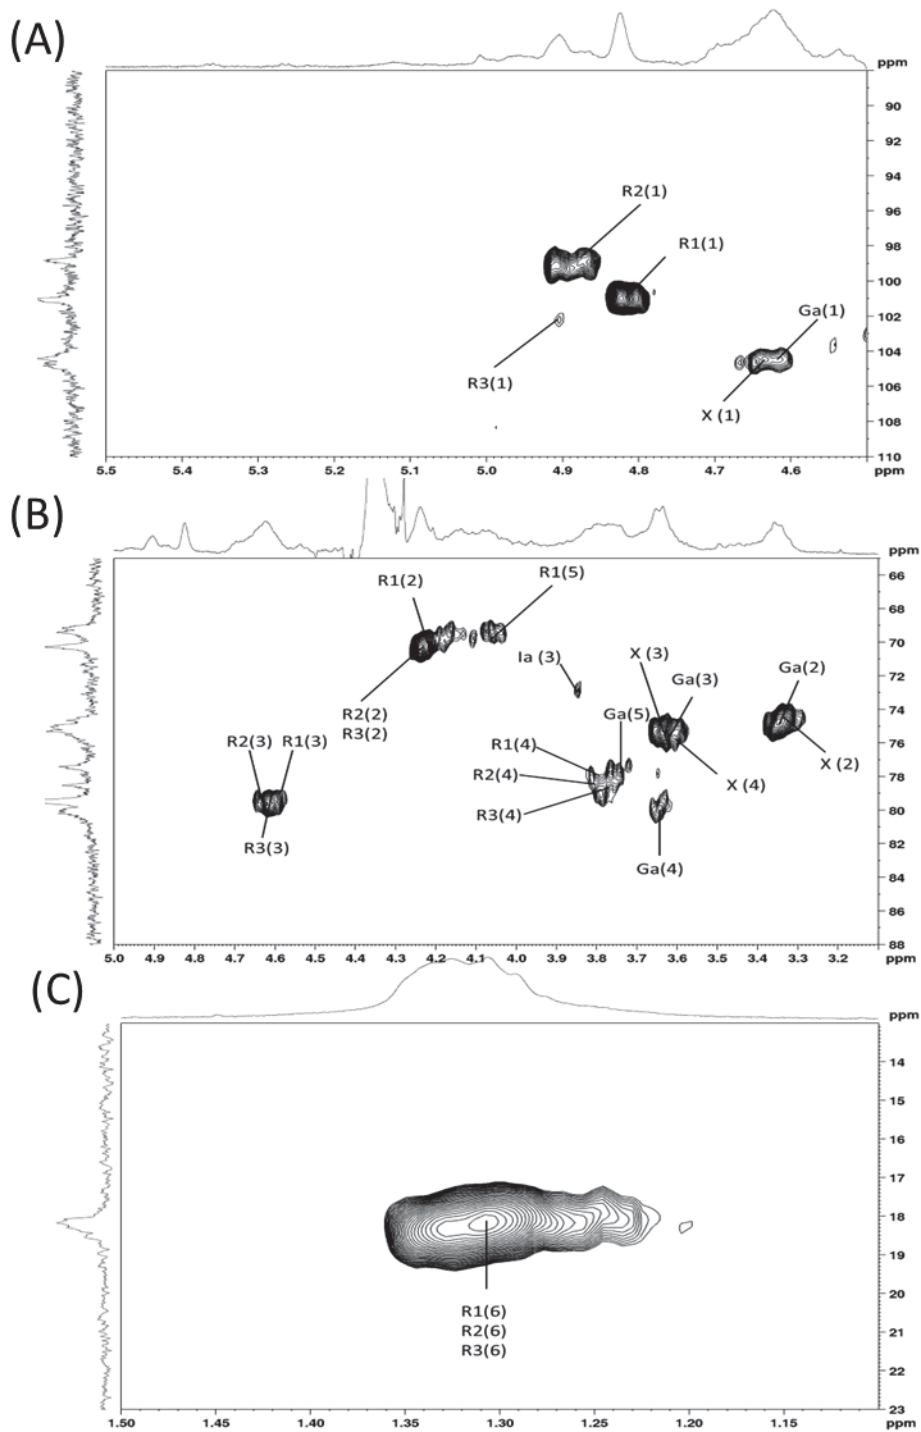 (A)
ppm
90
92
94
96
98
100
102
104
106
108
110
R2(1)
R1(1)
Ga(1)
R3(1)
X (1)
5.5 5.4 5.3 5.2 5.1 5.0 4.9 4.8 4.7 4.6 ppm
(B)
ppm
66
68
70
72
74
76
78
80
82
84
86
88
R1(2)
R1(5)
Ia (3)
X (3)
Ga(3)
Ga(2)
R2(2)
R3(2)
Ga(5)
R2(3) R1(3)
R1(4)
R2(4)
R3(4)
X (4)
X (2)
R3(3)
Ga(4)
5.0 4.9 4.8 4.7 4.6 4.5 4.4 4.3 4.2 4.1 4.0 3.9 3.8 3.7 3.6 3.5 3.4 3.3 3.2 ppm
(C)
ppm
14
15
16
17
18
19
20
21
22
23
R1(6)
R2(6)
R3(6)
1.50 1.45 1.40 1.35 1.30 1.25 1.20 1.15 ppm